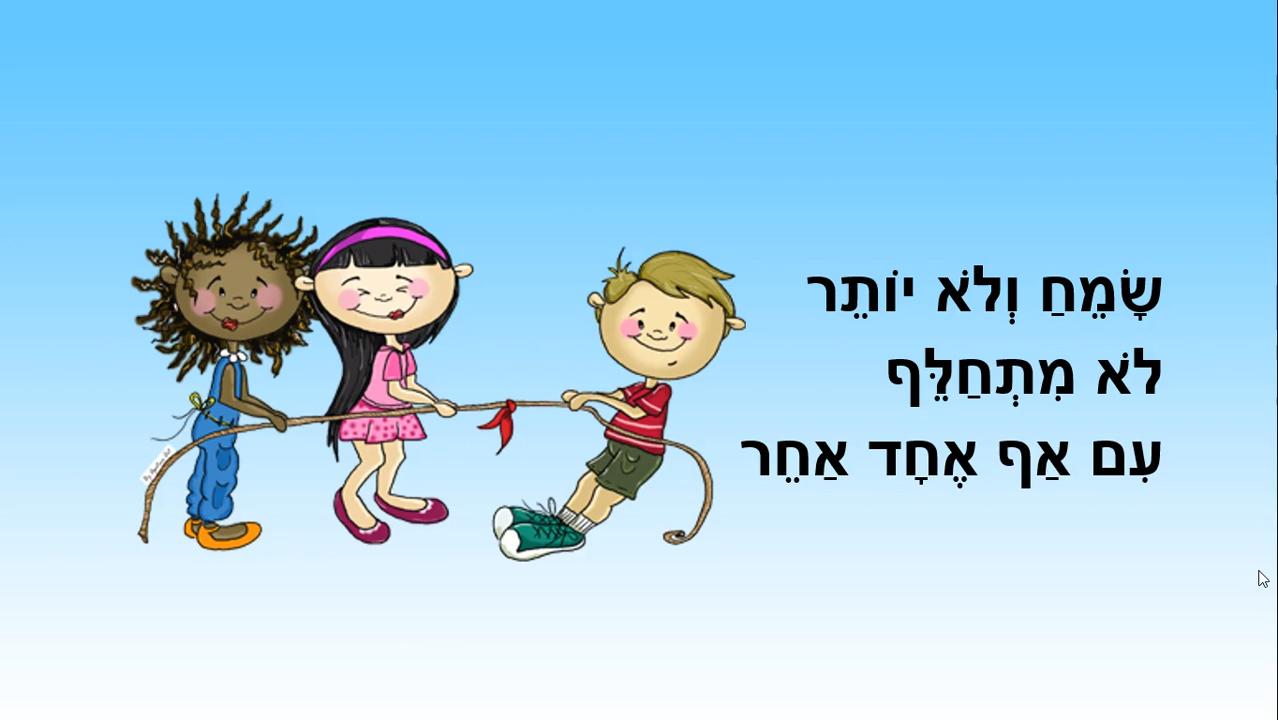 שָׂמֵחַ וְלֹא יוֹתֵר
לֹא מִתְחַלֵּף
עִם אַף אֶחָד אַחֵר